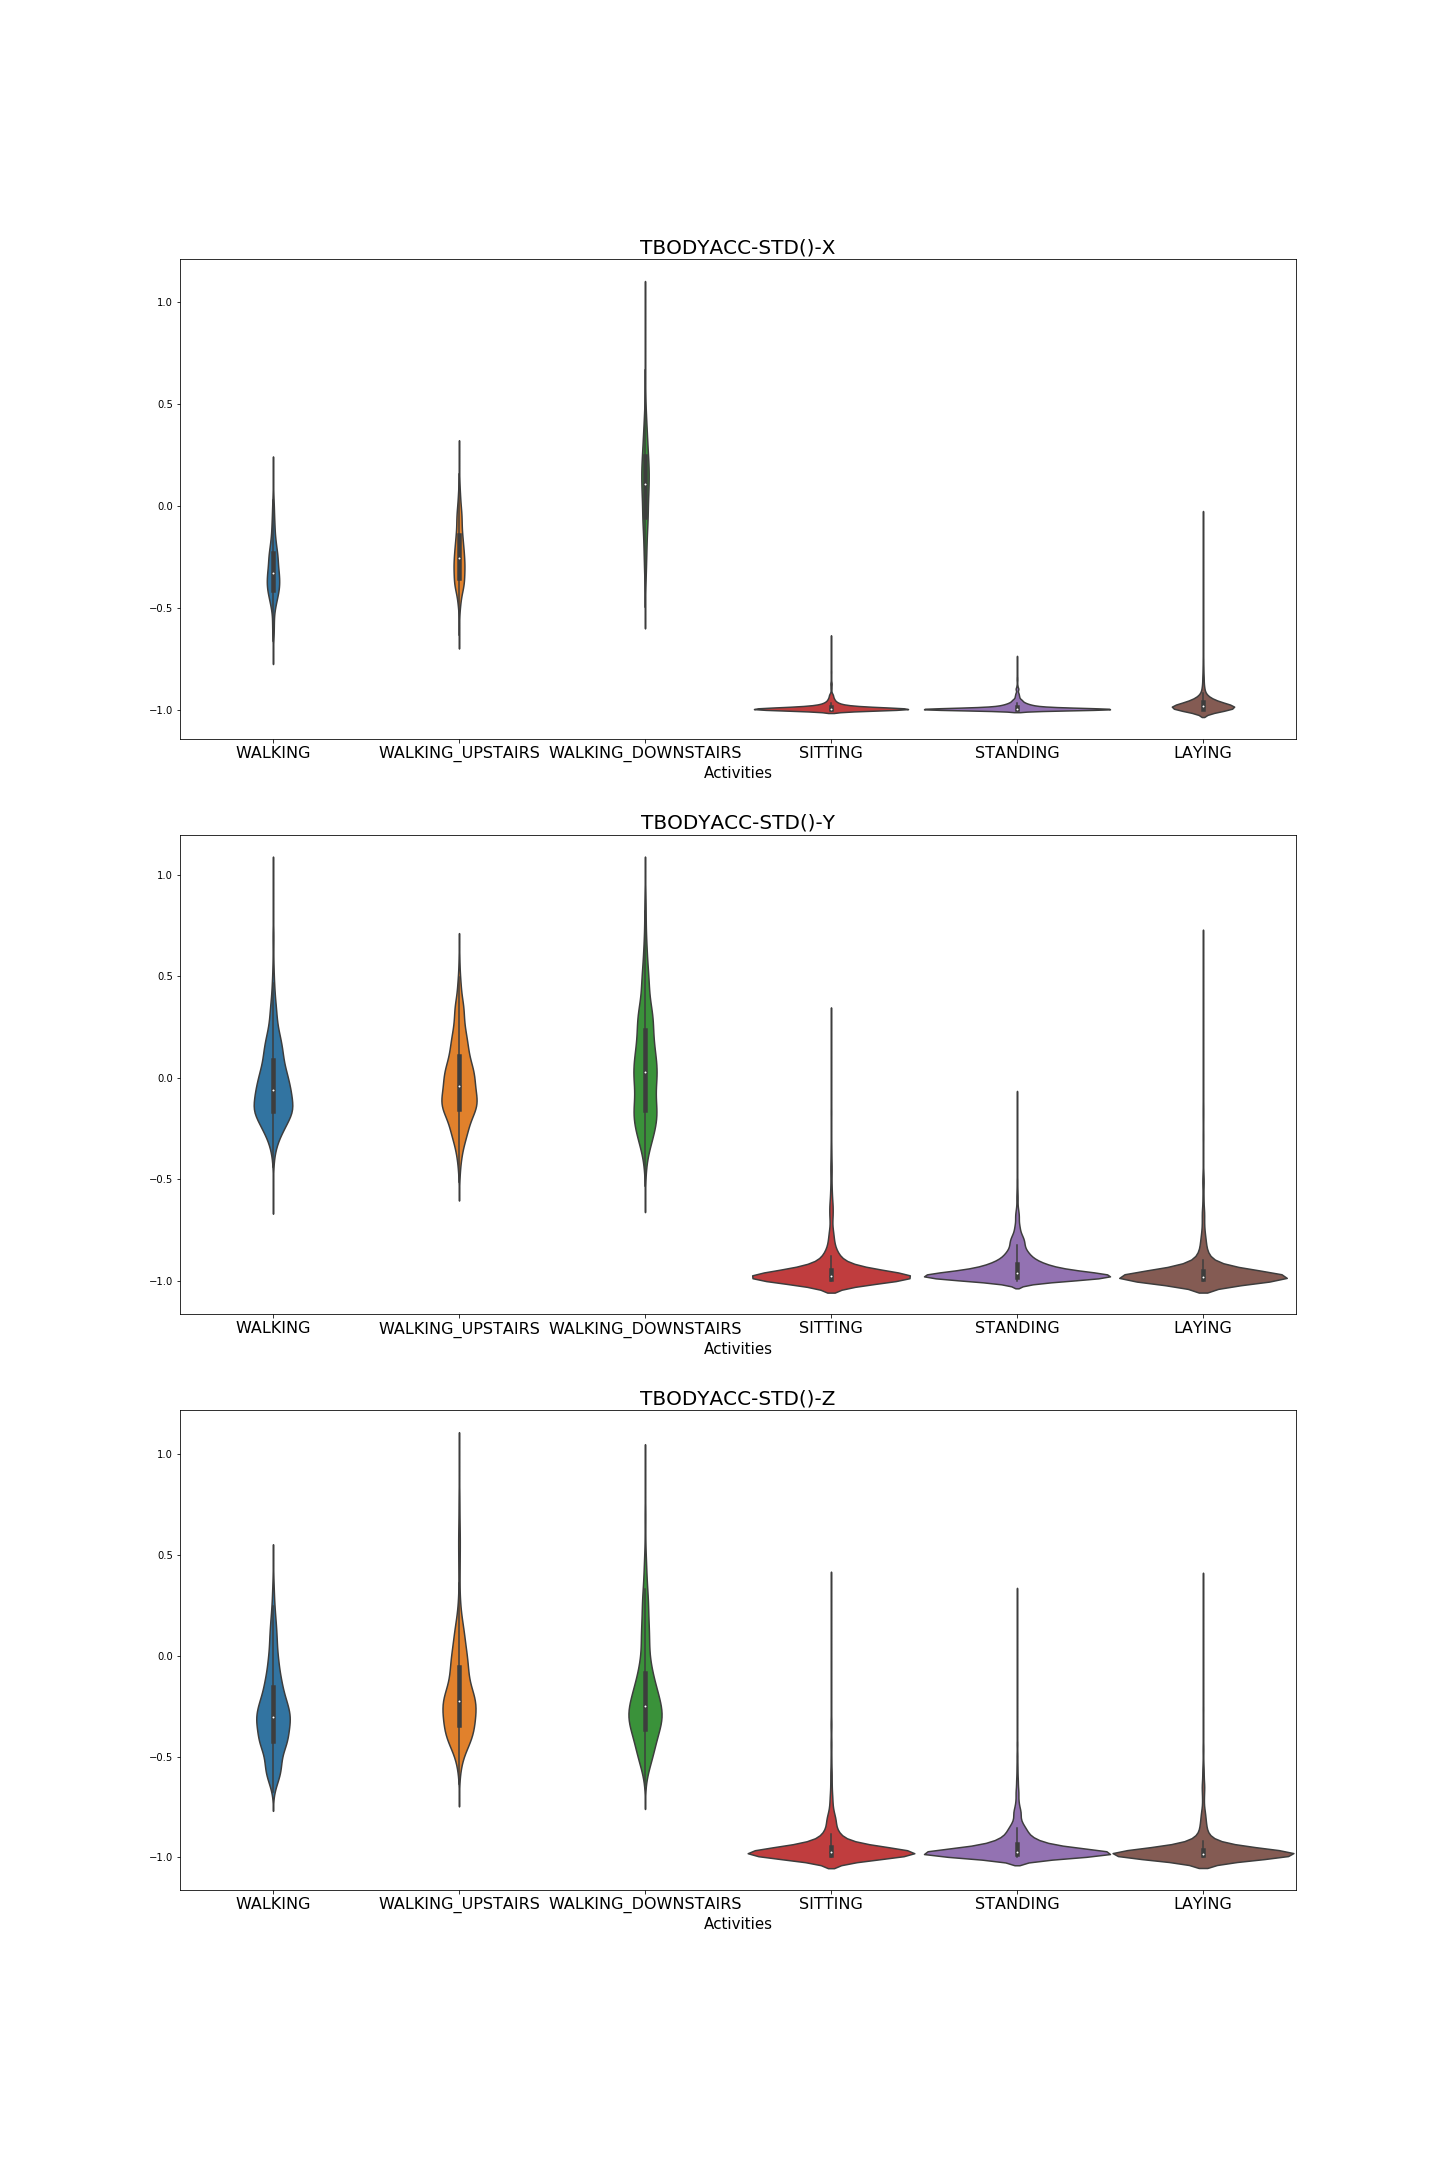 TBODYACC-STD()-X
1.0
0.5
0.0
−0.5
−1.0
WALKING WALKING_UPSTAIRS WALKING_DOWNSTAIRS SITTING STANDING LAYING
Activities
TBODYACC-STD()-Y
1.0
0.5
0.0
−0.5
−1.0
WALKING WALKING_UPSTAIRS WALKING_DOWNSTAIRS SITTING STANDING LAYING
Activities
TBODYACC-STD()-Z
1.0
0.5
0.0
−0.5
−1.0
WALKING WALKING_UPSTAIRS WALKING_DOWNSTAIRS SITTING STANDING LAYING
Activities